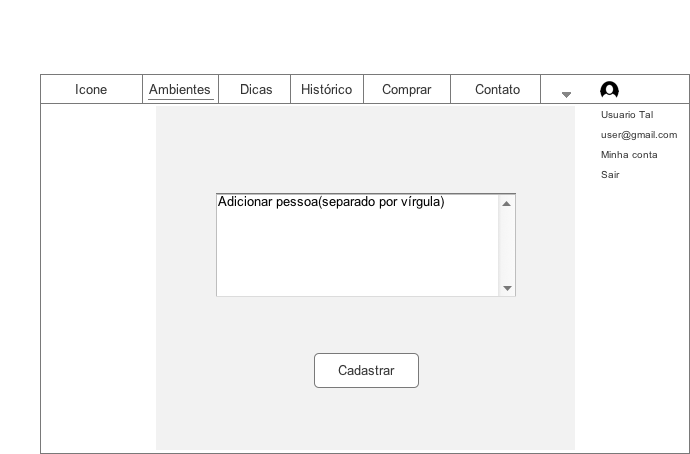 Icone Ambientes Dicas Histórico Comprar Contato
Usuario Tal
user@gmail.com
Minha conta
Sair
Adicionar pessoa(separado por vírgula)
Cadastrar